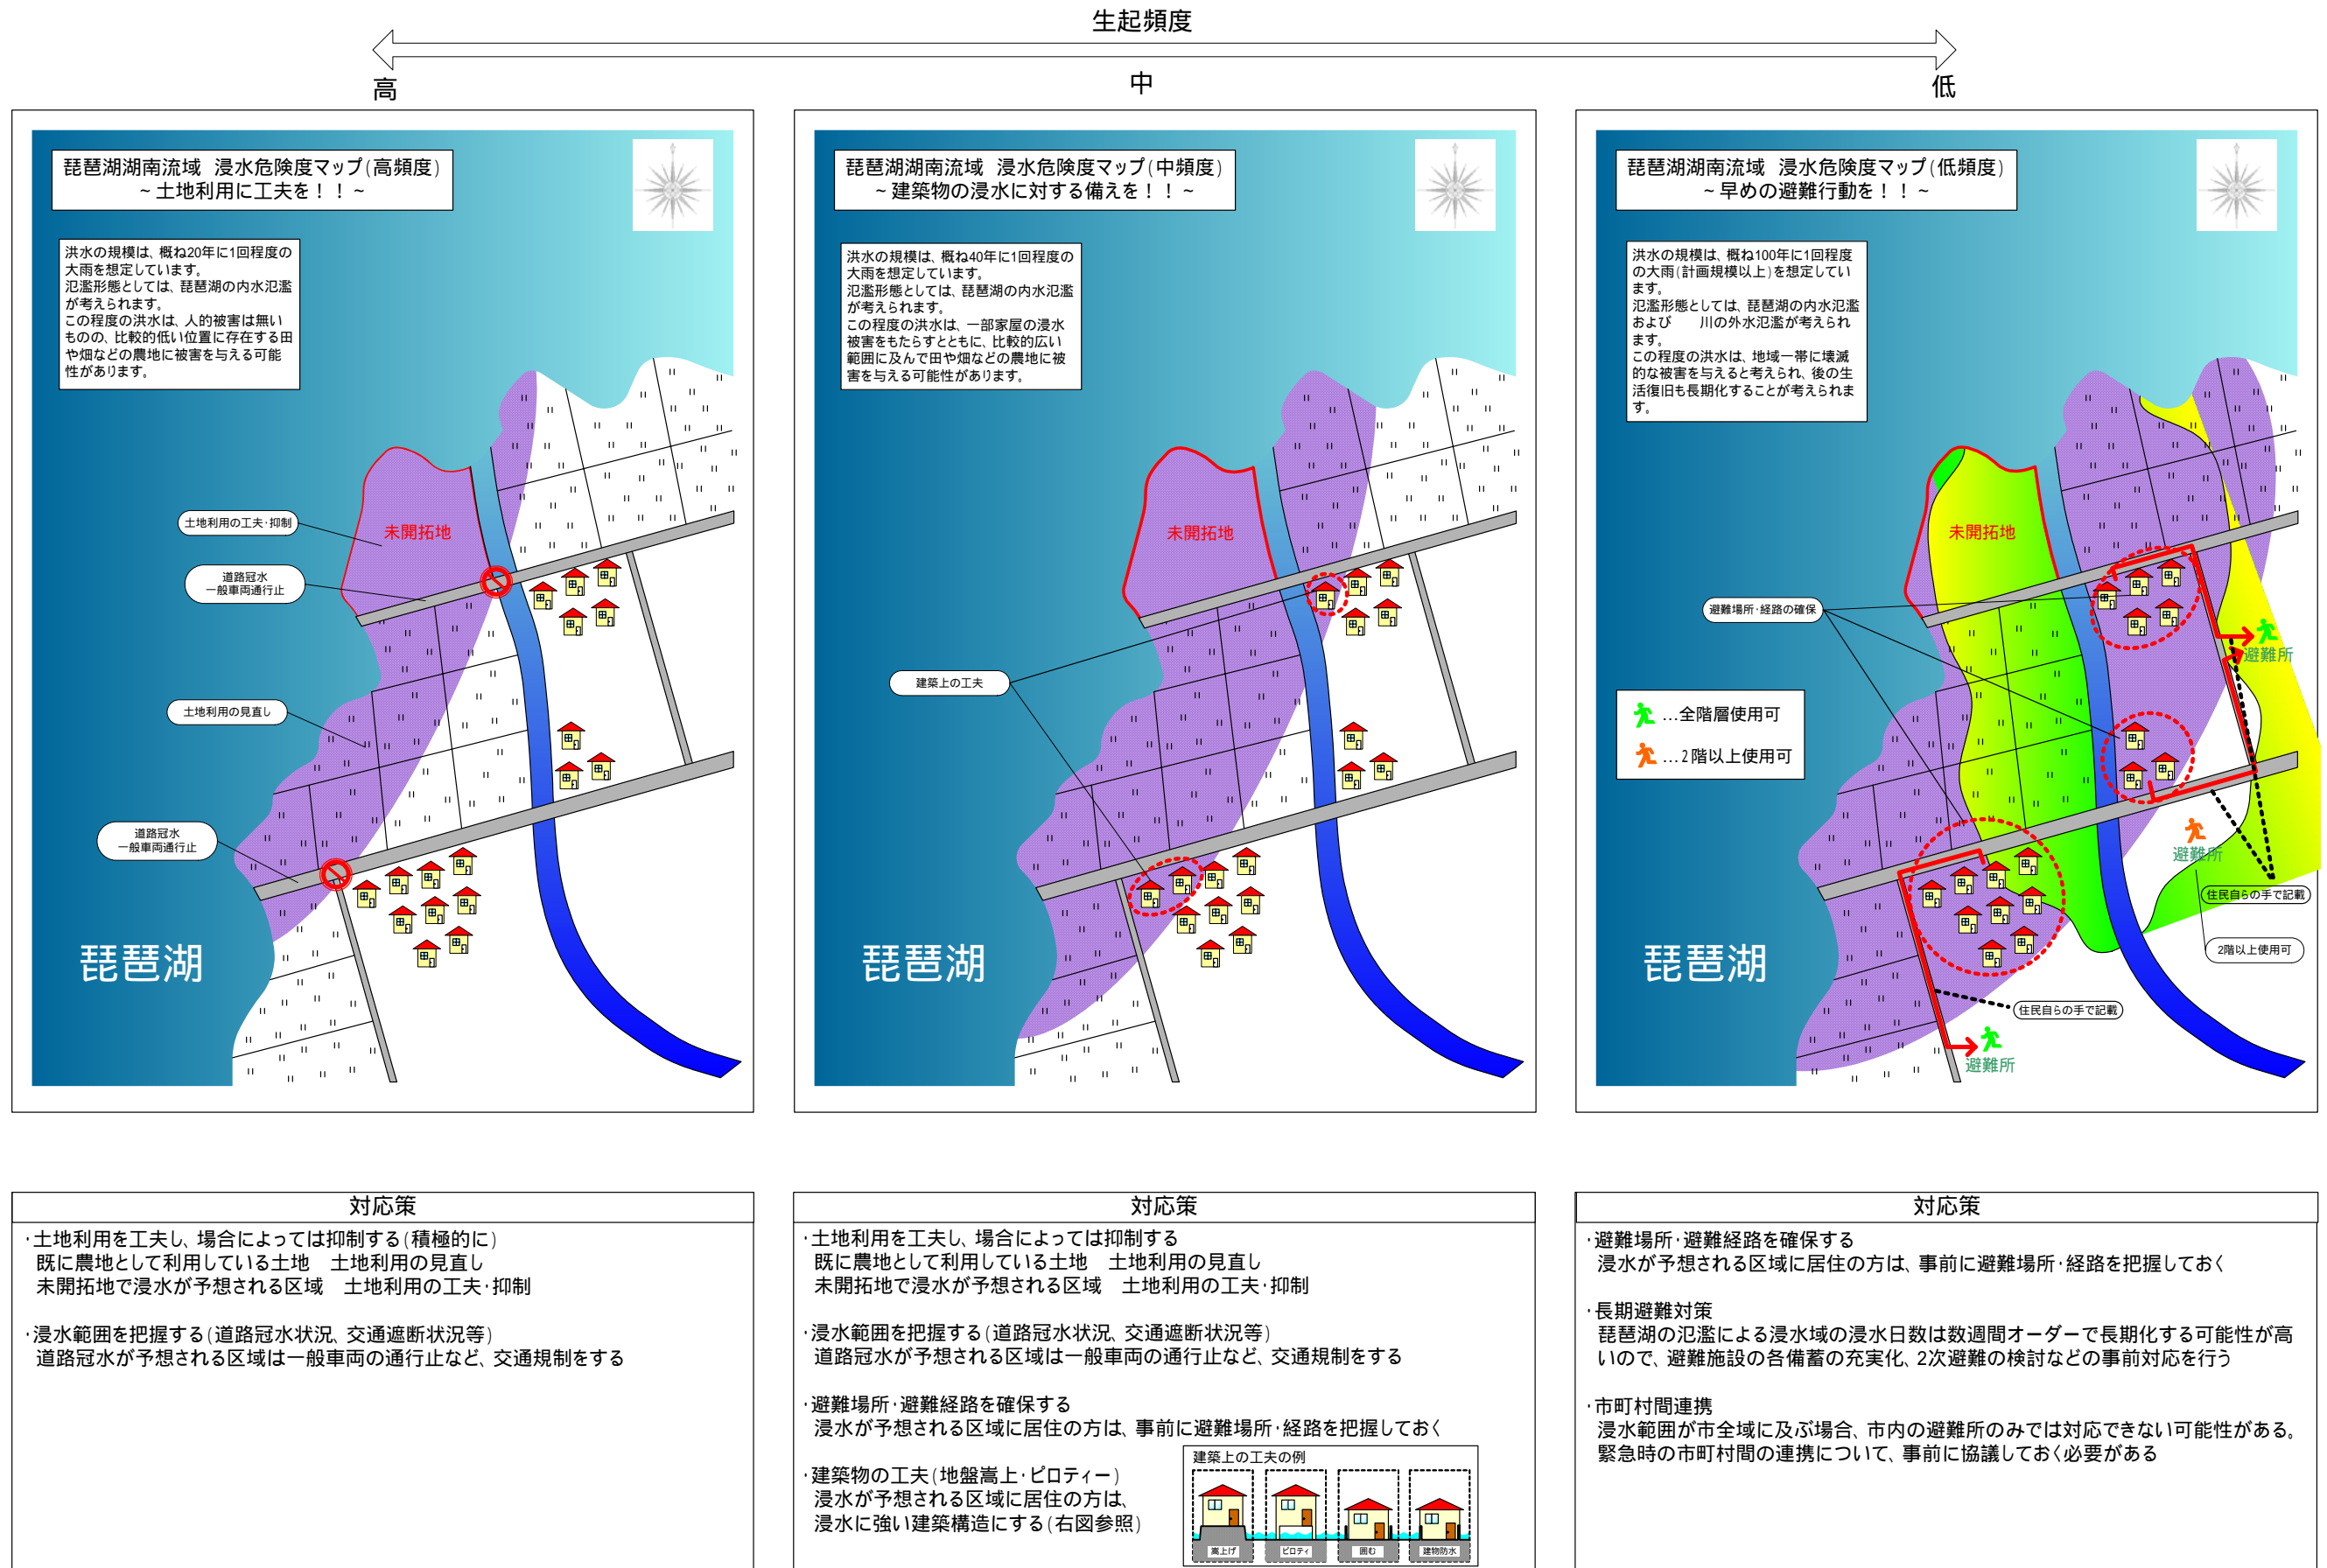 生起頻度
高
中
低
琵琶湖湖南流域 浸水危険度マップ(高頻度)
~土地利用に工夫を!!~
洪水の規模は、概ね20年に1回程度の
大雨を想定しています。
氾濫形態としては、琵琶湖の内水氾濫
が考えられます。
この程度の洪水は、人的被害は無い
ものの、比較的低い位置に存在する田
や畑などの農地に被害を与える可能
性があります。
土地利用の工夫・抑制
未開拓地
道路冠水
一般車両通行止
土地利用の見直し
道路冠水
一般車両通行止
琵琶湖
琵琶湖湖南流域 浸水危険度マップ(中頻度)
~建築物の浸水に対する備えを!!~
洪水の規模は、概ね40年に1回程度の
大雨を想定しています。
氾濫形態としては、琵琶湖の内水氾濫
が考えられます。
この程度の洪水は、一部家屋の浸水
被害をもたらすとともに、比較的広い
範囲に及んで田や畑などの農地に被
害を与える可能性があります。
未開拓地
建築上の工夫
琵琶湖
琵琶湖湖南流域 浸水危険度マップ(低頻度)
~早めの避難行動を!!~
洪水の規模は、概ね100年に1回程度
の大雨(計画規模以上)を想定してい
ます。
氾濫形態としては、琵琶湖の内水氾濫
および　　川の外水氾濫が考えられ
ます。
この程度の洪水は、地域一帯に壊滅
的な被害を与えると考えられ、後の生
活復旧も長期化することが考えられま
す。
未開拓地
避難場所・経路の確保
避難所
…全階層使用可
…2階以上使用可
避難所
住民自らの手で記載
2階以上使用可
琵琶湖
住民自らの手で記載
避難所
対応策
・土地利用を工夫し、場合によっては抑制する(積極的に)
既に農地として利用している土地　土地利用の見直し
未開拓地で浸水が予想される区域　土地利用の工夫・抑制
・浸水範囲を把握する(道路冠水状況、交通遮断状況等)
道路冠水が予想される区域は一般車両の通行止など、交通規制をする
対応策
・土地利用を工夫し、場合によっては抑制する
既に農地として利用している土地　土地利用の見直し
未開拓地で浸水が予想される区域　土地利用の工夫・抑制
・浸水範囲を把握する(道路冠水状況、交通遮断状況等)
道路冠水が予想される区域は一般車両の通行止など、交通規制をする
・避難場所・避難経路を確保する
浸水が予想される区域に居住の方は、事前に避難場所・経路を把握しておく
・建築物の工夫(地盤嵩上・ピロティー)
浸水が予想される区域に居住の方は、
浸水に強い建築構造にする(右図参照)
建築上の工夫の例
嵩上げ
ピロティ
囲む
建物防水
対応策
・避難場所・避難経路を確保する
浸水が予想される区域に居住の方は、事前に避難場所・経路を把握しておく
・長期避難対策
琵琶湖の氾濫による浸水域の浸水日数は数週間オーダーで長期化する可能性が高
いので、避難施設の各備蓄の充実化、2次避難の検討などの事前対応を行う
・市町村間連携
浸水範囲が市全域に及ぶ場合、市内の避難所のみでは対応できない可能性がある。
緊急時の市町村間の連携について、事前に協議しておく必要がある